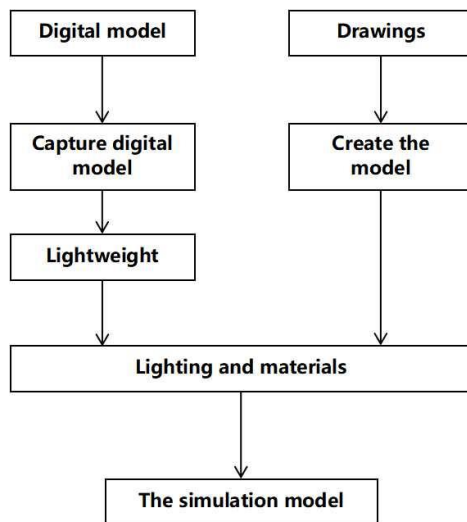 Digital model
Drawings
Capture digital
model
Create the
model
Lightweight
Lighting and materials
The simulation model